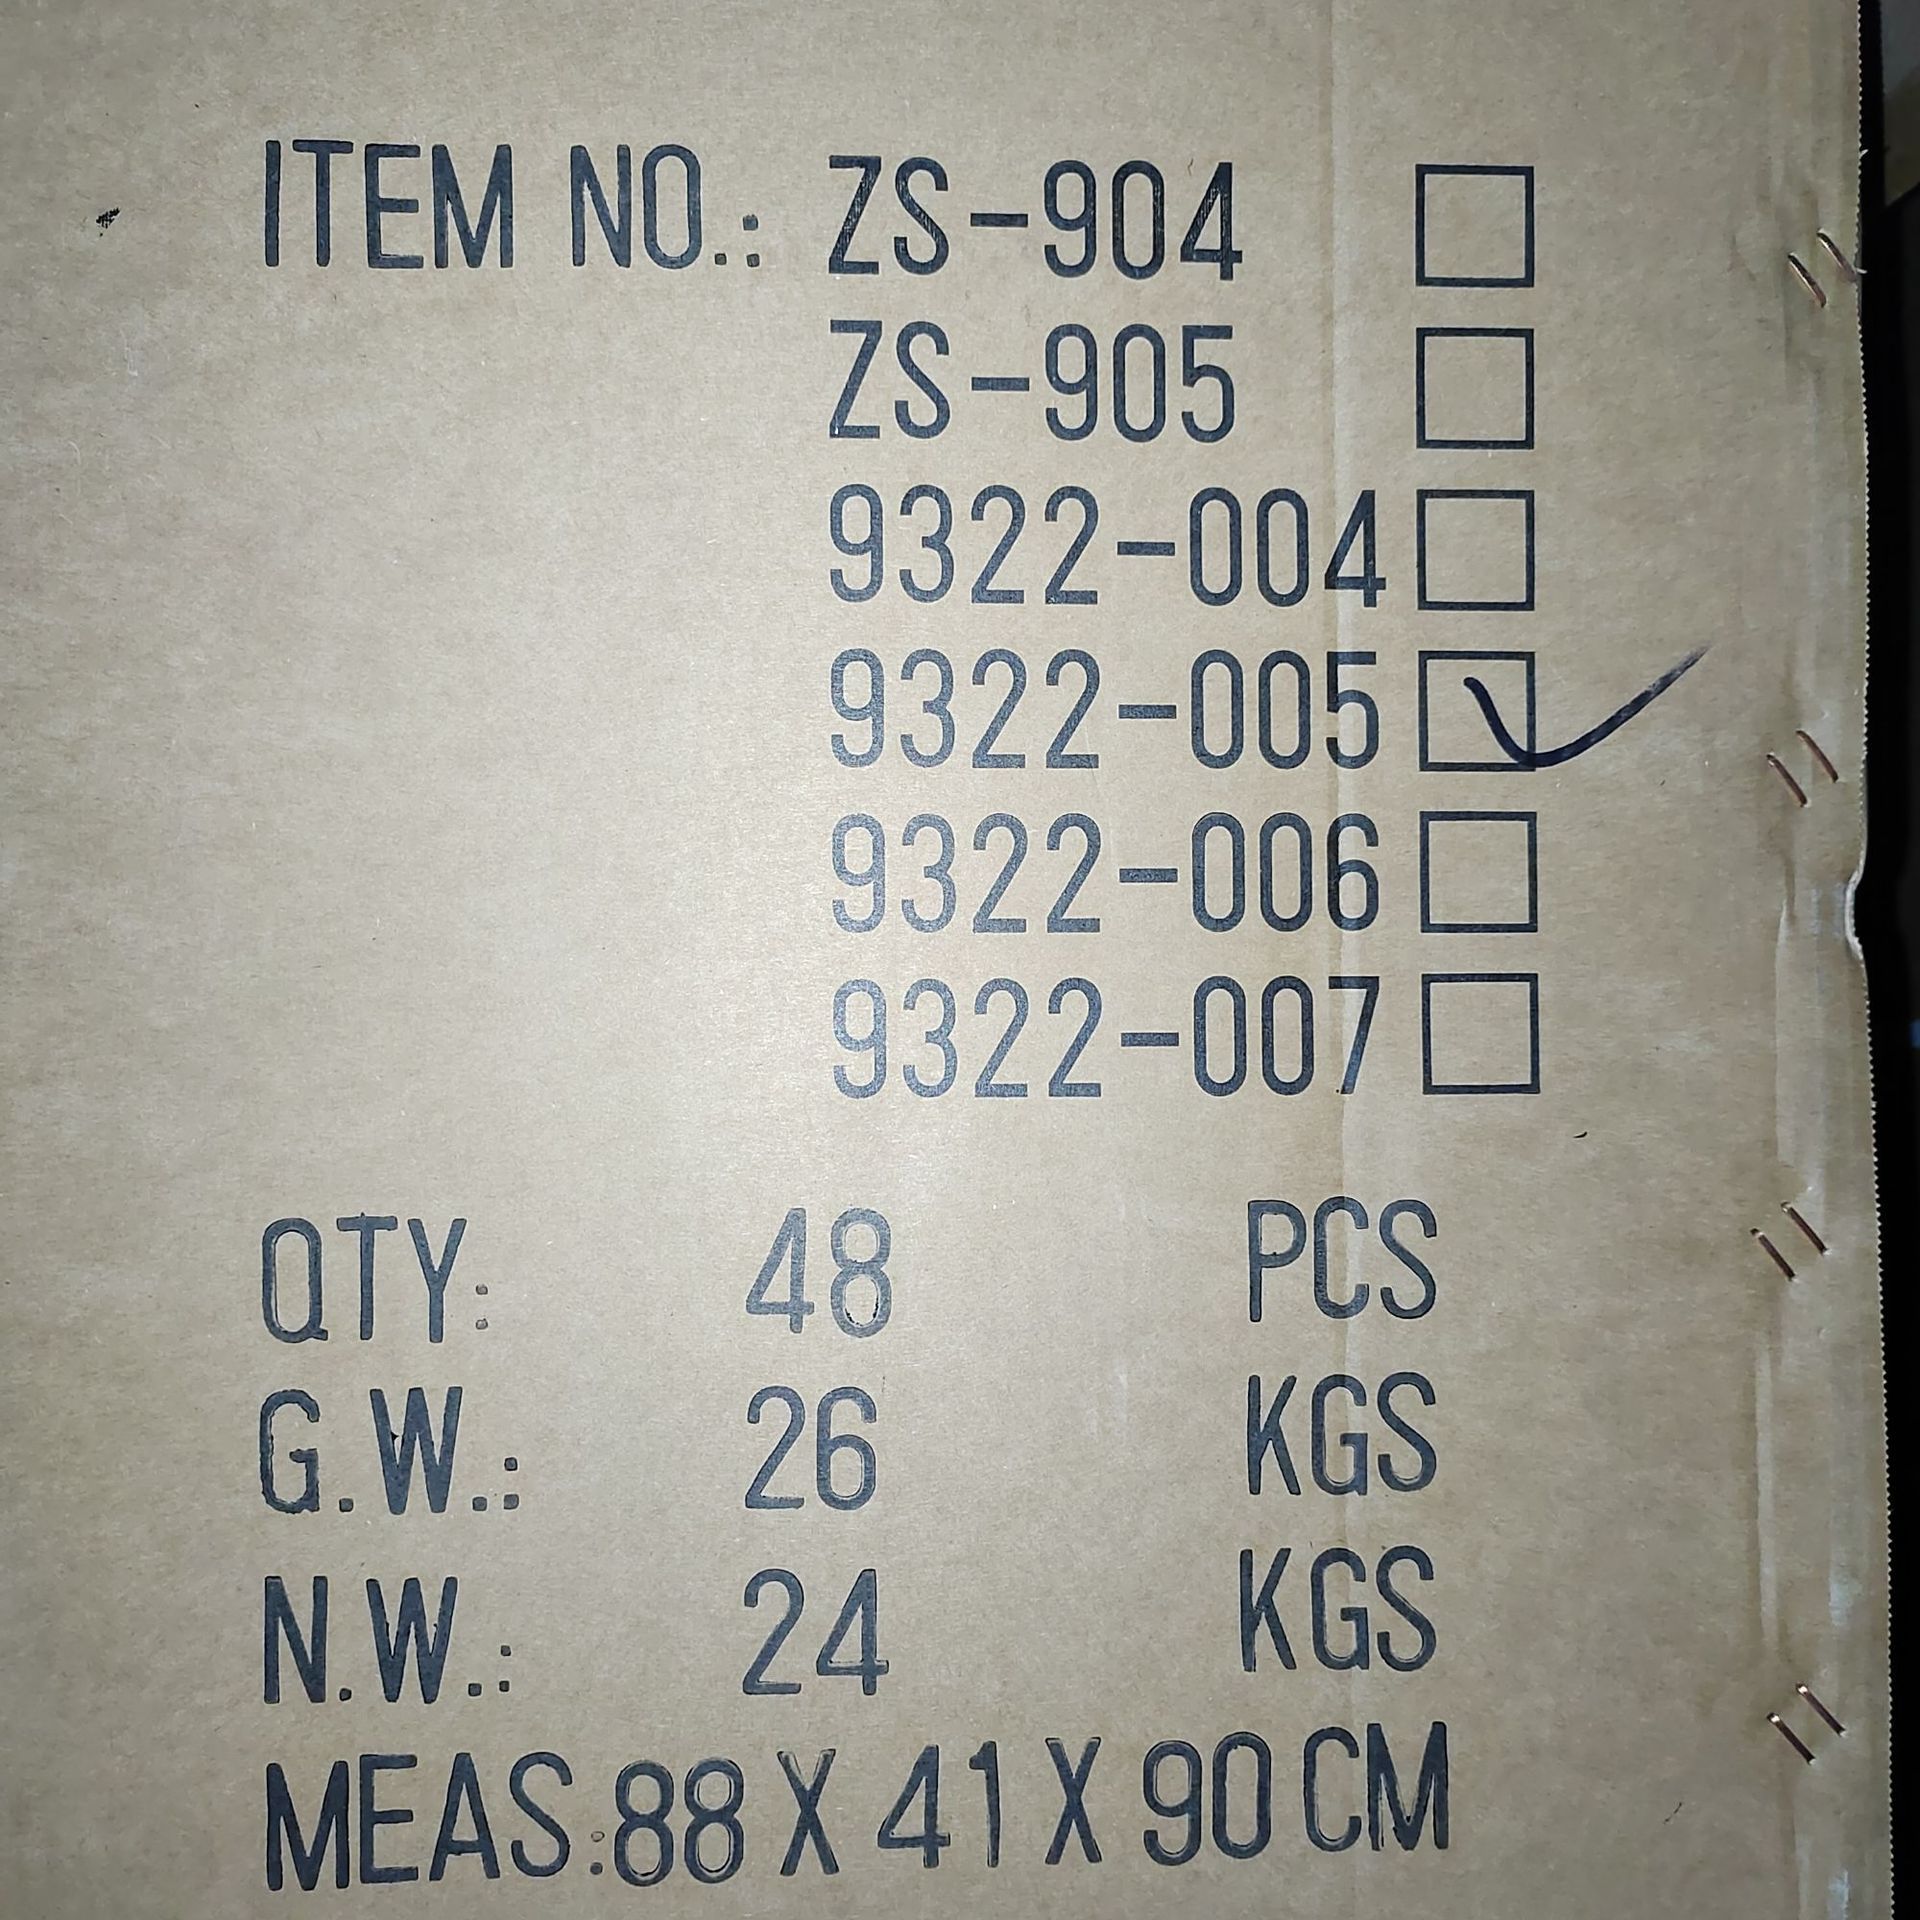 ITEM NO.: ZS-904
ZS-905
9322-004
9322-005
9322-006
9322-007
QTY: 48 PCS
G.W.: 26 KGS
N.W.: 24 KGS
MEAS:88 X 41 X 90 CM